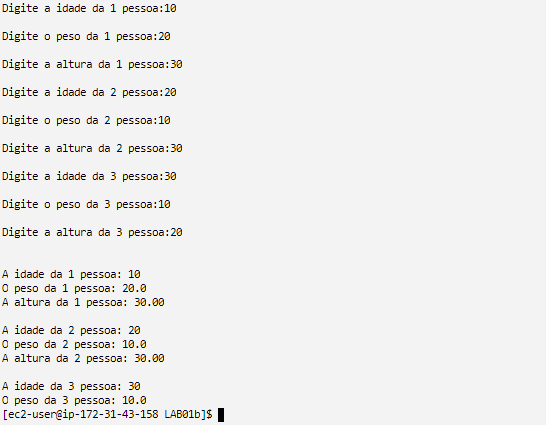 Digite a idade da 1 pessoa:10
Digite o peso da 1 pessoa:20
Digite a altura da 1 pessoa:30
Digite a idade da 2 pessoa:20
Digite o peso da 2 pessoa:10
Digite a altura da 2 pessoa:30
Digite a idade da 3 pessoa:30
Digite o peso da 3 pessoa:10
Digite a altura da 3 pessoa:20
A idade da 1 pessoa: 10
O peso da 1 pessoa: 20.0
A altura da 1 pessoa: 30.00
A idade da 2 pessoa: 20
O peso da 2 pessoa: 10.0
A altura da 2 pessoa: 30.00
A idade da 3 pessoa: 30
O peso da 3 pessoa: 10.0
[ec2-user@ip-172-31-43-158 LAB01b]$